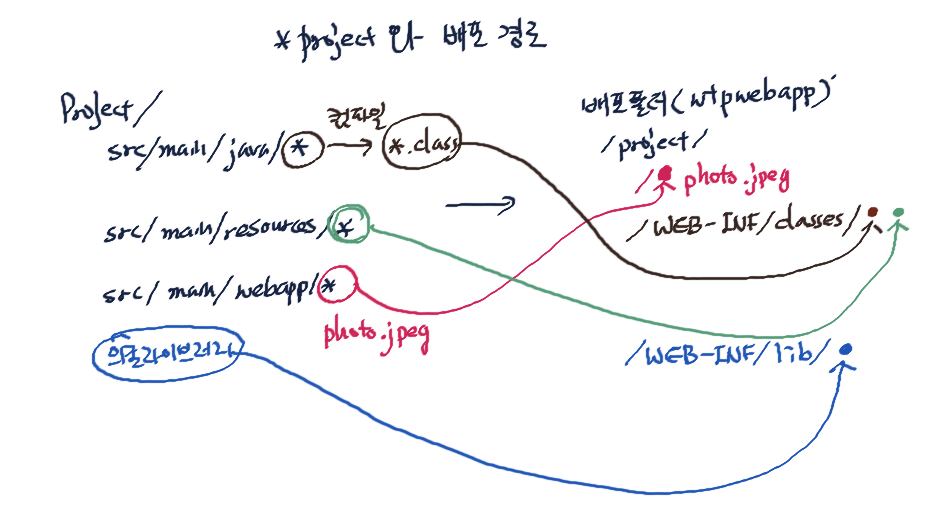 * project 와 배포 경로
Project/
src/main/java/* → 컴파일 *.class
src/main/resources/*
src/main/webapp/*
photo.jpeg
의존라이브러리
→
배포폴더(wtpwebapp)
/project/
/ photo.jpeg
/WEB-INF/classes/
/WEB-INF/lib/